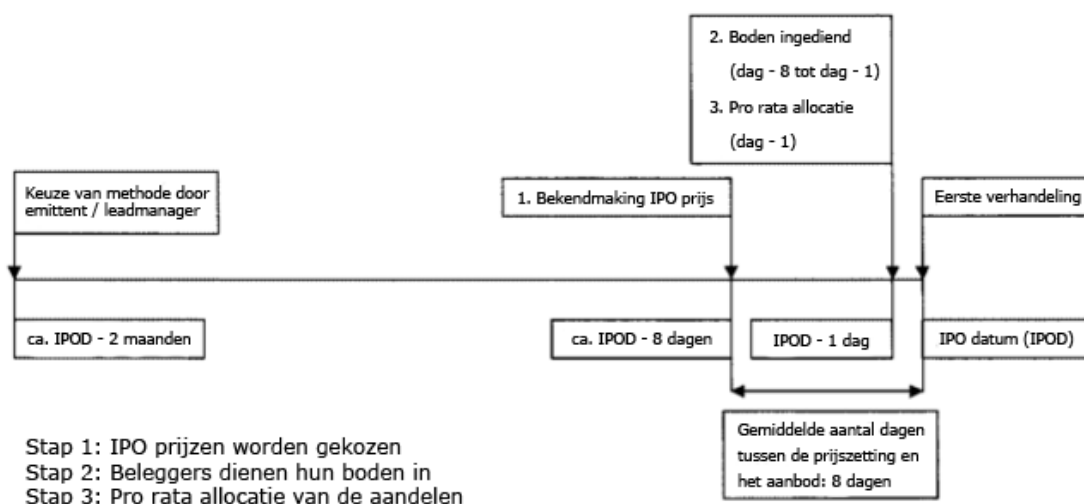 2. Boden ingediend
(dag - 8 tot dag - 1)
3. Pro rata allocatie
(dag - 1)
Keuze van methode door
emittent / leadmanager
1. Bekendmaking IPO prijs
Eerste verhandeling
ca. IPOD - 2 maanden
ca. IPOD - 8 dagen
IPOD - 1 dag
IPO datum (IPOD)
Gemiddelde aantal dagen
tussen de prijszetting en
het aanbod: 8 dagen
Stap 1: IPO prijzen worden gekozen
Stap 2: Beleggers dienen hun boden in
Stap 3: Pro rata allocatie van de aandelen